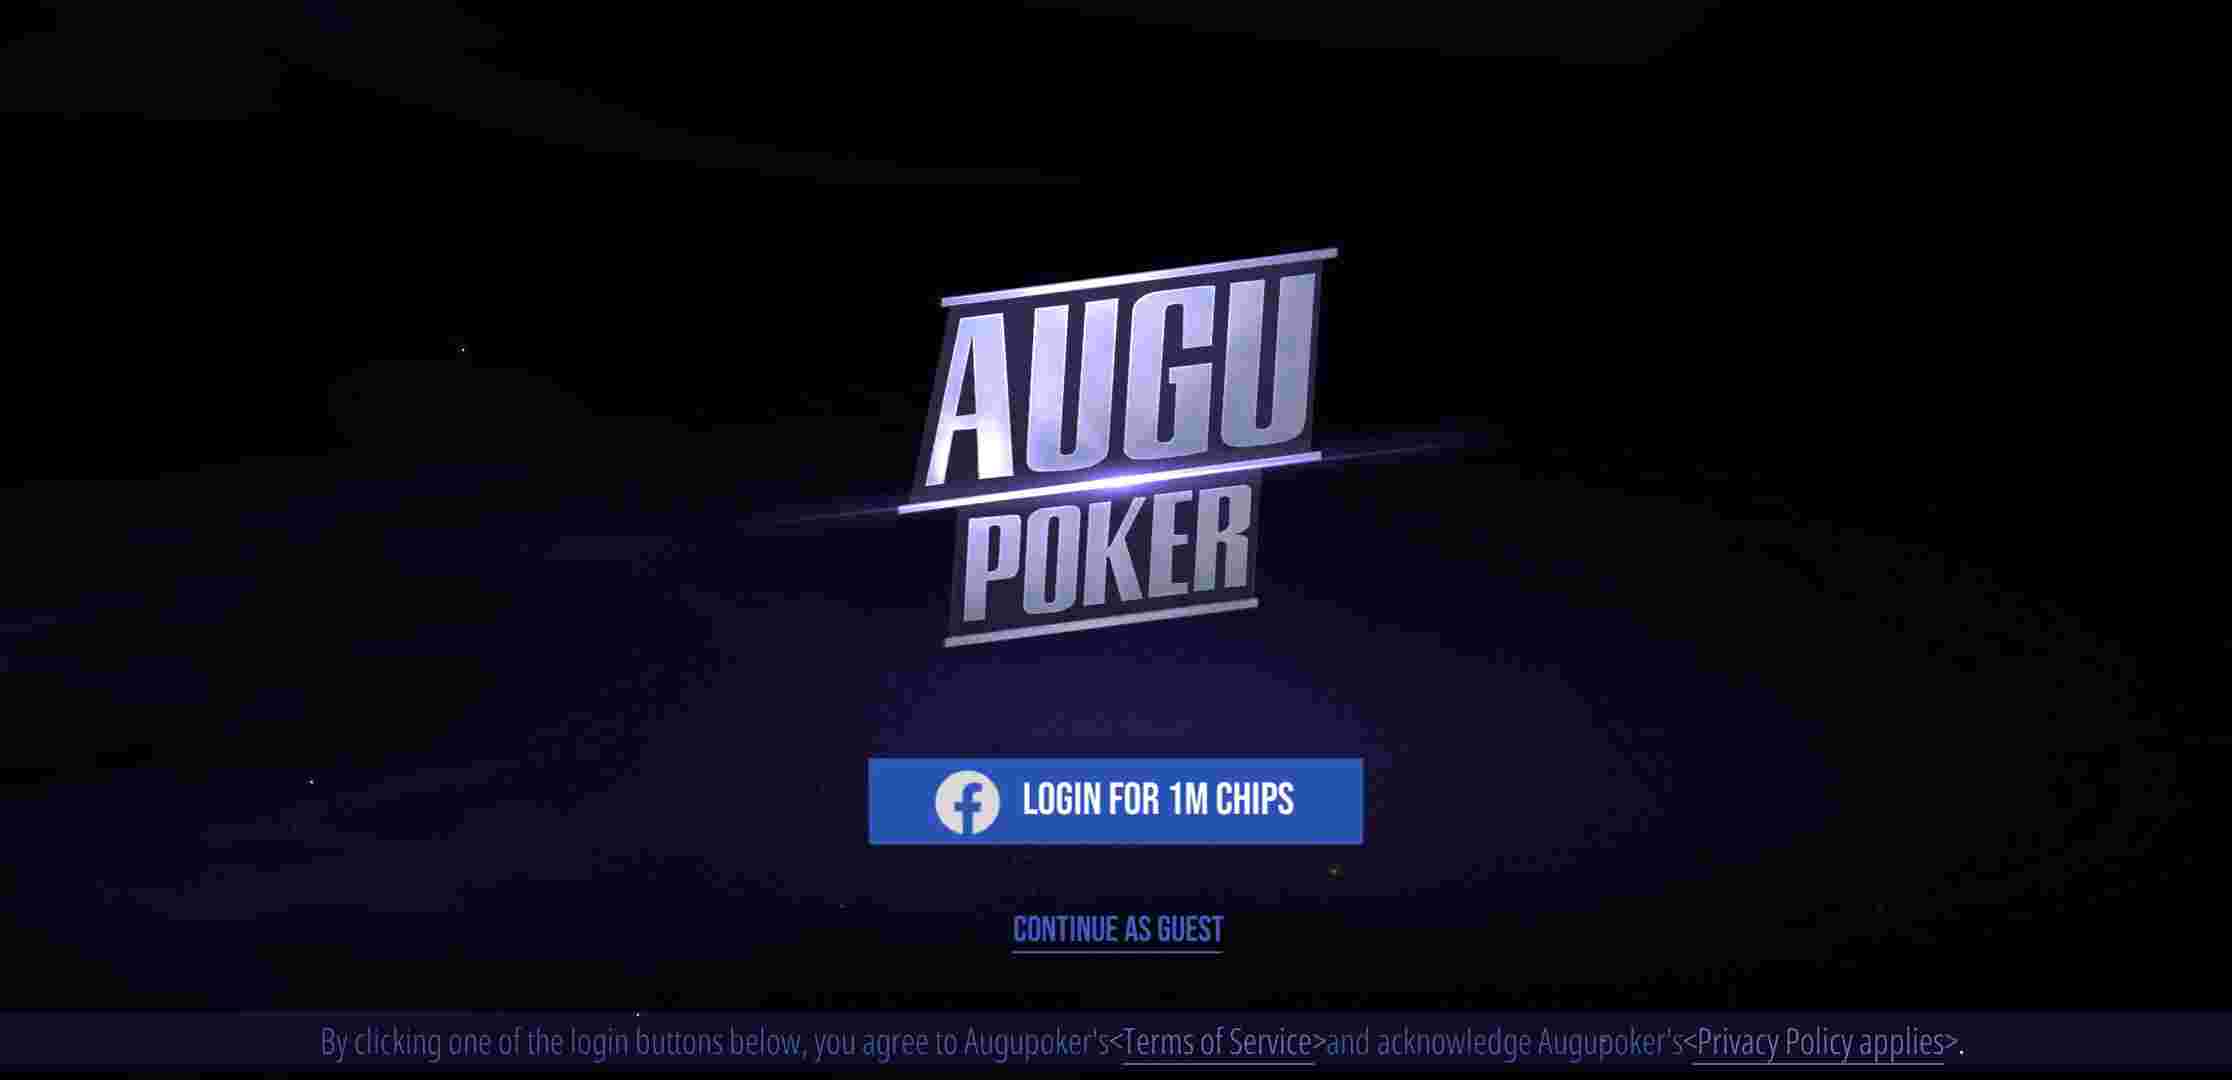 AUGU
POKER
LOGIN FOR 1M CHIPS
CONTINUE AS GUEST
By clicking one of the login buttons below, you agree to Augupoker's<Terms of Service>and acknowledge Augupoker's<Privacy Policy applies>.